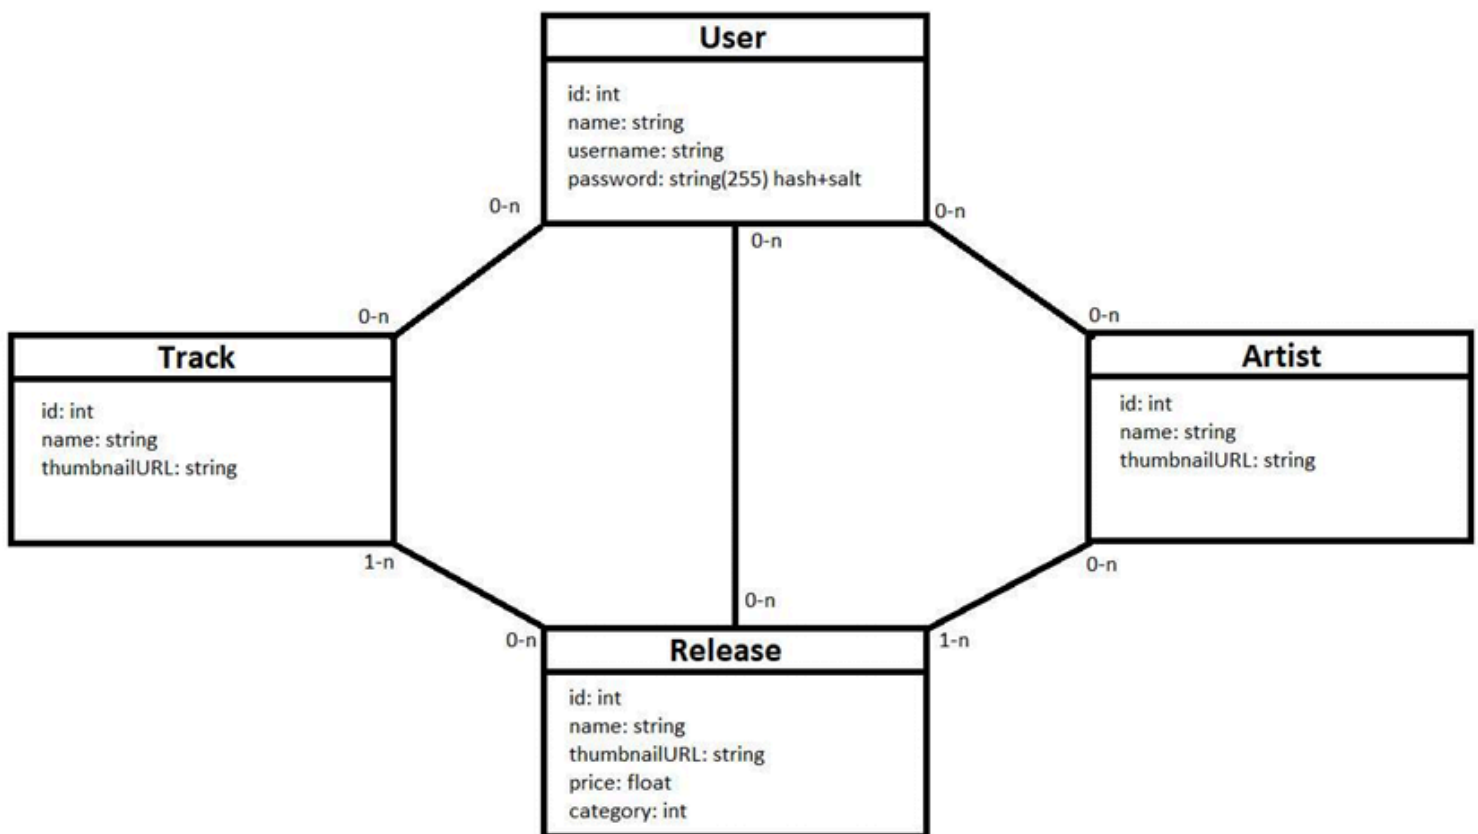 User
id: int
name: string
username: string
password: string(255) hash+salt
0-n
0-n
0-n
0-n
0-n
Track
id: int
name: string
thumbnailURL: string
Artist
id: int
name: string
thumbnailURL: string
1-n
0-n
0-n
0-n
1-n
Release
id: int
name: string
thumbnailURL: string
price: float
category: int